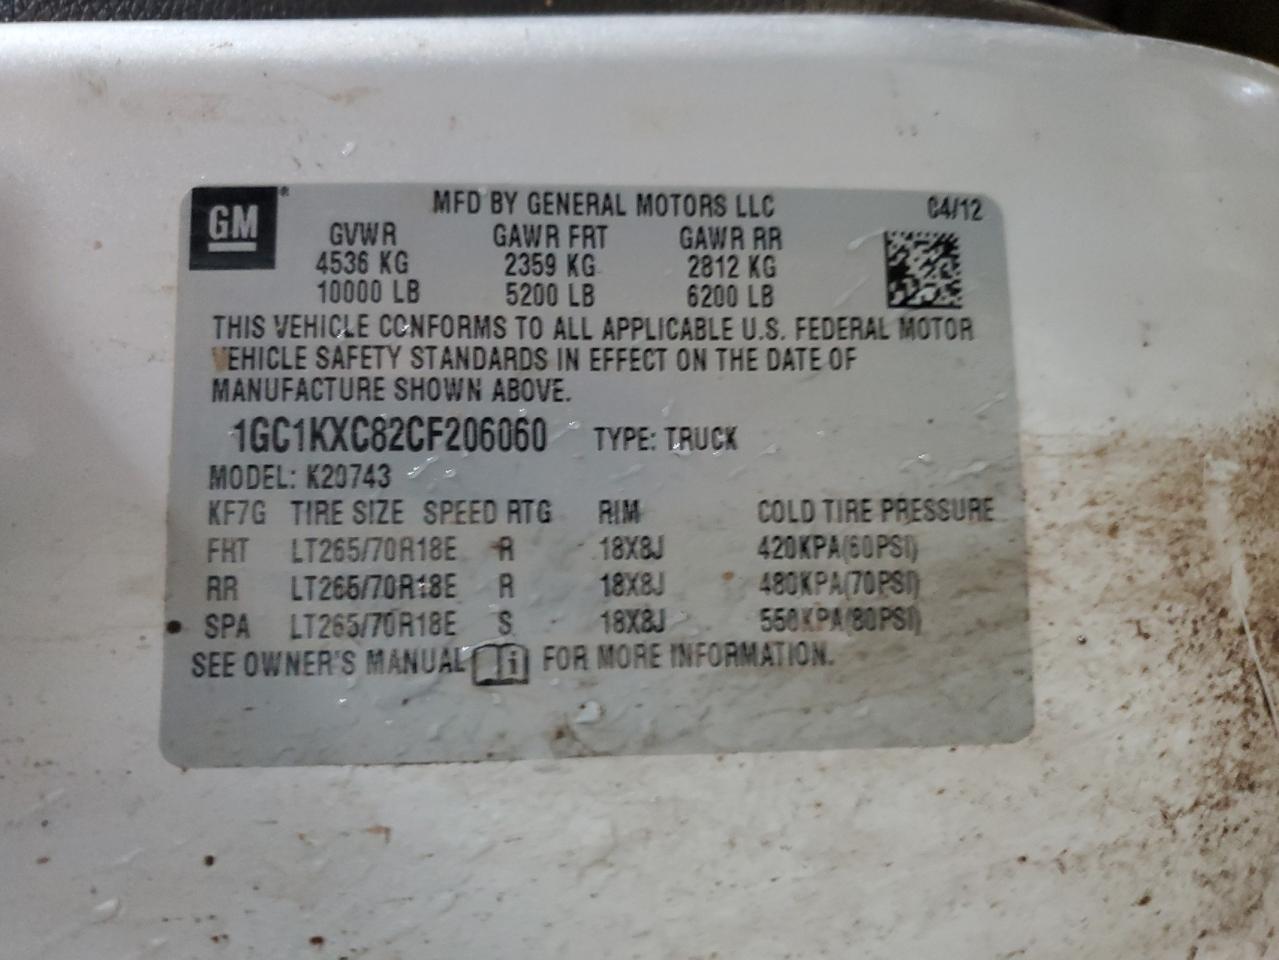 GM®
MFD BY GENERAL MOTORS LLC 04/12
GVWR GAWR FRT GAWR RR
4536 KG 2359 KG 2812 KG
10000 LB 5200 LB 6200 LB
THIS VEHICLE CONFORMS TO ALL APPLICABLE U.S. FEDERAL MOTOR
VEHICLE SAFETY STANDARDS IN EFFECT ON THE DATE OF
MANUFACTURE SHOWN ABOVE.
1GC1KXC82CF206060 TYPE: TRUCK
MODEL: K20743
KF7G TIRE SIZE SPEED RTG RIM COLD TIRE PRESSURE
FHT LT265/70R18E R 18X8J 420KPA(60PSI)
RR LT265/70R18E R 18X8J 480KPA(70PSI)
SPA LT265/70R18E S 18X8J 550KPA(80PSI)
SEE OWNER'S MANUAL FOR MORE INFORMATION.